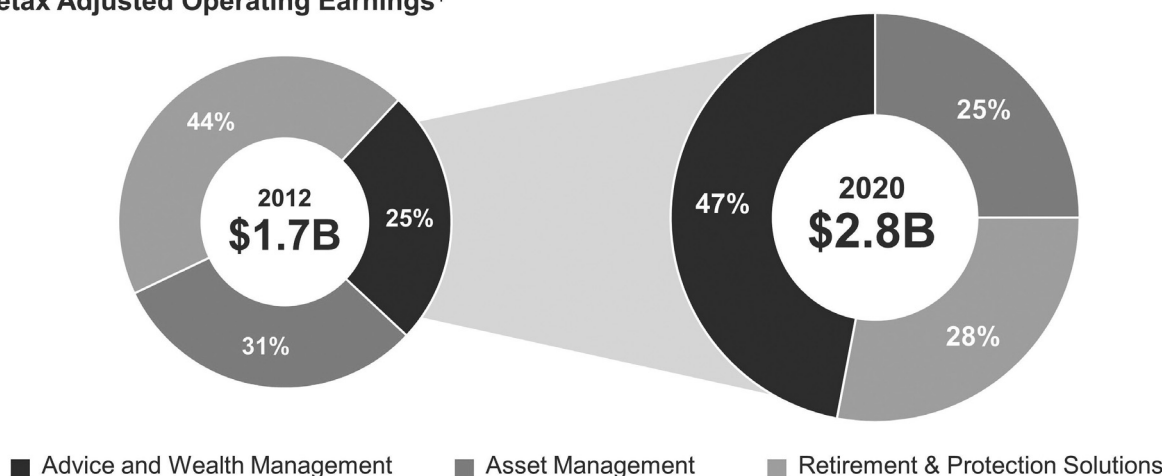 Adjusted Operating Earnings
44%
25%
31%
2012
$1.7B
47%
25%
28%
2020
$2.8B
Advice and Wealth Management
Asset Management
Retirement & Protection Solutions